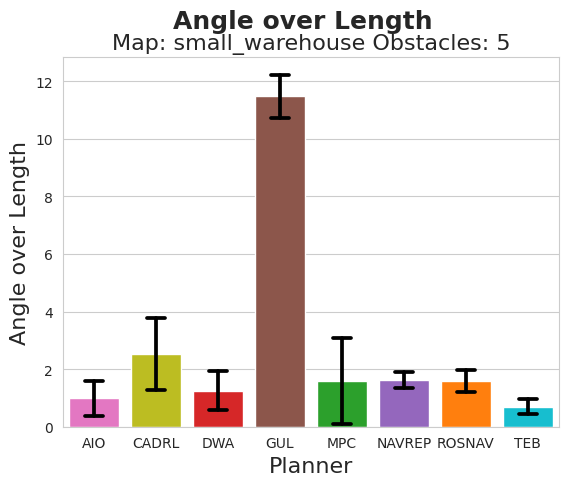 Angle over Length
Map: small_warehouse Obstacles: 5
Angle over Length
12
10
8
6
4
2
0
AIO CADRL DWA GUL MPC NAVREP ROSNAV TEB
Planner